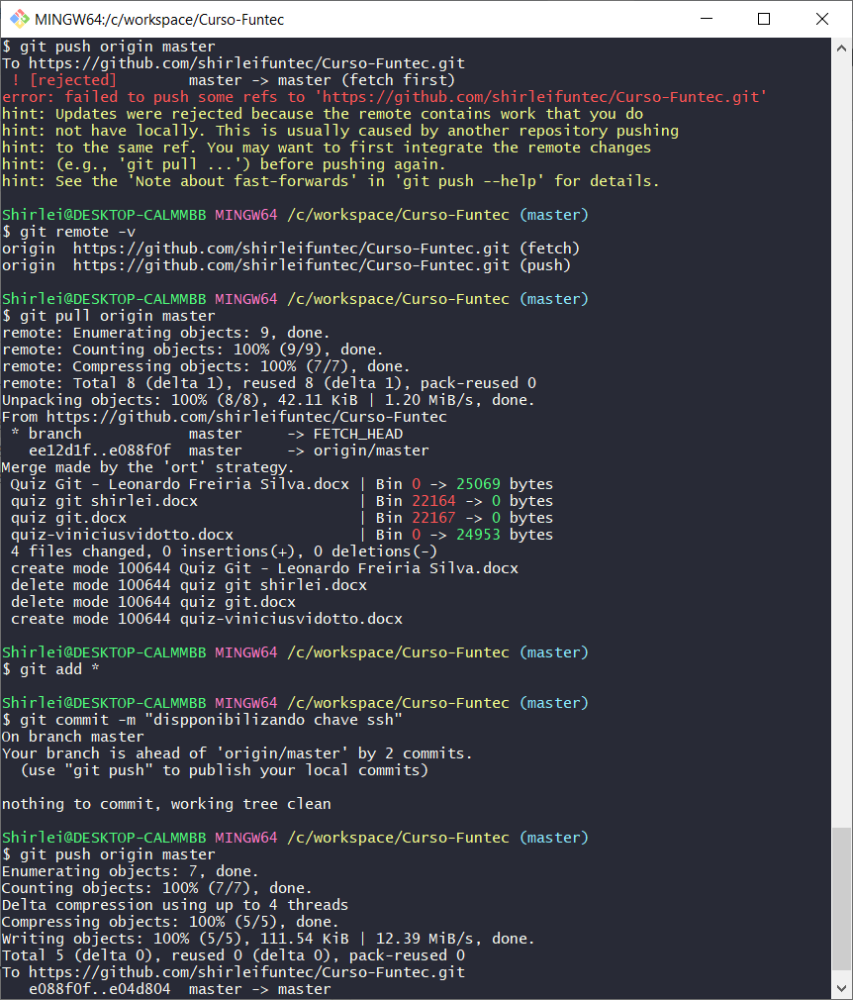 MINGW64:/c/workspace/Curso-Funtec
$ git push origin master
To https://github.com/shirleifuntec/Curso-Funtec.git
 ! [rejected]        master -> master (fetch first)
error: failed to push some refs to 'https://github.com/shirleifuntec/Curso-Funtec.git'
hint: Updates were rejected because the remote contains work that you do
hint: not have locally. This is usually caused by another repository pushing
hint: to the same ref. You may want to first integrate the remote changes
hint: (e.g., 'git pull ...') before pushing again.
hint: See the 'Note about fast-forwards' in 'git push --help' for details.
Shirlei@DESKTOP-CALMMBB MINGW64 /c/workspace/Curso-Funtec (master)
$ git remote -v
origin  https://github.com/shirleifuntec/Curso-Funtec.git (fetch)
origin  https://github.com/shirleifuntec/Curso-Funtec.git (push)
Shirlei@DESKTOP-CALMMBB MINGW64 /c/workspace/Curso-Funtec (master)
$ git pull origin master
remote: Enumerating objects: 9, done.
remote: Counting objects: 100% (9/9), done.
remote: Compressing objects: 100% (7/7), done.
remote: Total 8 (delta 1), reused 8 (delta 1), pack-reused 0
Unpacking objects: 100% (8/8), 42.11 KiB | 1.20 MiB/s, done.
From https://github.com/shirleifuntec/Curso-Funtec
 * branch            master     -> FETCH_HEAD
   ee12d1f..e088f0f  master     -> origin/master
Merge made by the 'ort' strategy.
 Quiz Git - Leonardo Freiria Silva.docx | Bin 0 -> 25069 bytes
 quiz git shirlei.docx                  | Bin 22164 -> 0 bytes
 quiz git.docx                          | Bin 22167 -> 0 bytes
 quiz-viniciusvidotto.docx              | Bin 0 -> 24953 bytes
 4 files changed, 0 insertions(+), 0 deletions(-)
 create mode 100644 Quiz Git - Leonardo Freiria Silva.docx
 delete mode 100644 quiz git shirlei.docx
 delete mode 100644 quiz git.docx
 create mode 100644 quiz-viniciusvidotto.docx
Shirlei@DESKTOP-CALMMBB MINGW64 /c/workspace/Curso-Funtec (master)
$ git add *
Shirlei@DESKTOP-CALMMBB MINGW64 /c/workspace/Curso-Funtec (master)
$ git commit -m "dispponibilizando chave ssh"
On branch master
Your branch is ahead of 'origin/master' by 2 commits.
  (use "git push" to publish your local commits)
nothing to commit, working tree clean
Shirlei@DESKTOP-CALMMBB MINGW64 /c/workspace/Curso-Funtec (master)
$ git push origin master
Enumerating objects: 7, done.
Counting objects: 100% (7/7), done.
Delta compression using up to 4 threads
Compressing objects: 100% (5/5), done.
Writing objects: 100% (5/5), 111.54 KiB | 12.39 MiB/s, done.
Total 5 (delta 0), reused 0 (delta 0), pack-reused 0
To https://github.com/shirleifuntec/Curso-Funtec.git
   e088f0f..e04d804  master -> master